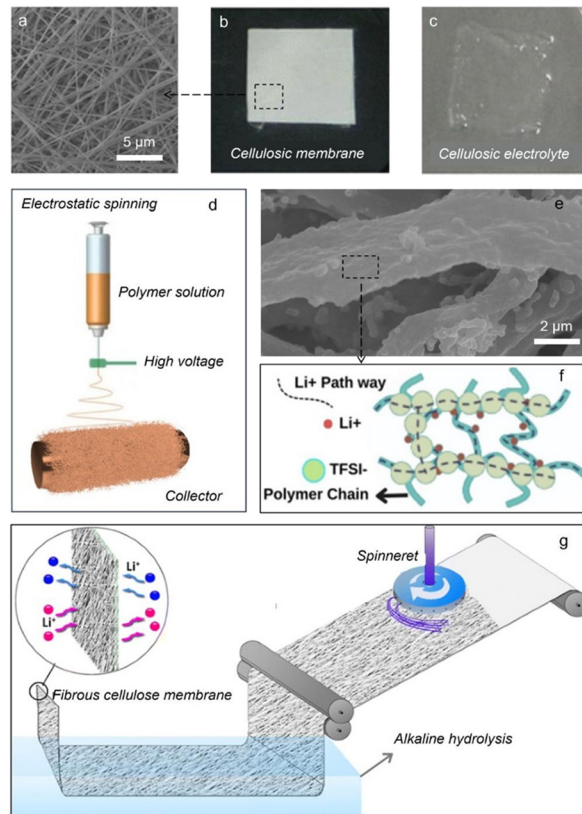 a
5 μm
b
Cellulosic membrane
c
Cellulosic electrolyte
Electrostatic spinning
d
Polymer solution
High voltage
Collector
e
2 μm
f
Li+ Path way
Li+
TFSI-
Polymer Chain
g
Spinneret
Li⁺
Li⁺
Fibrous cellulose membrane
Alkaline hydrolysis